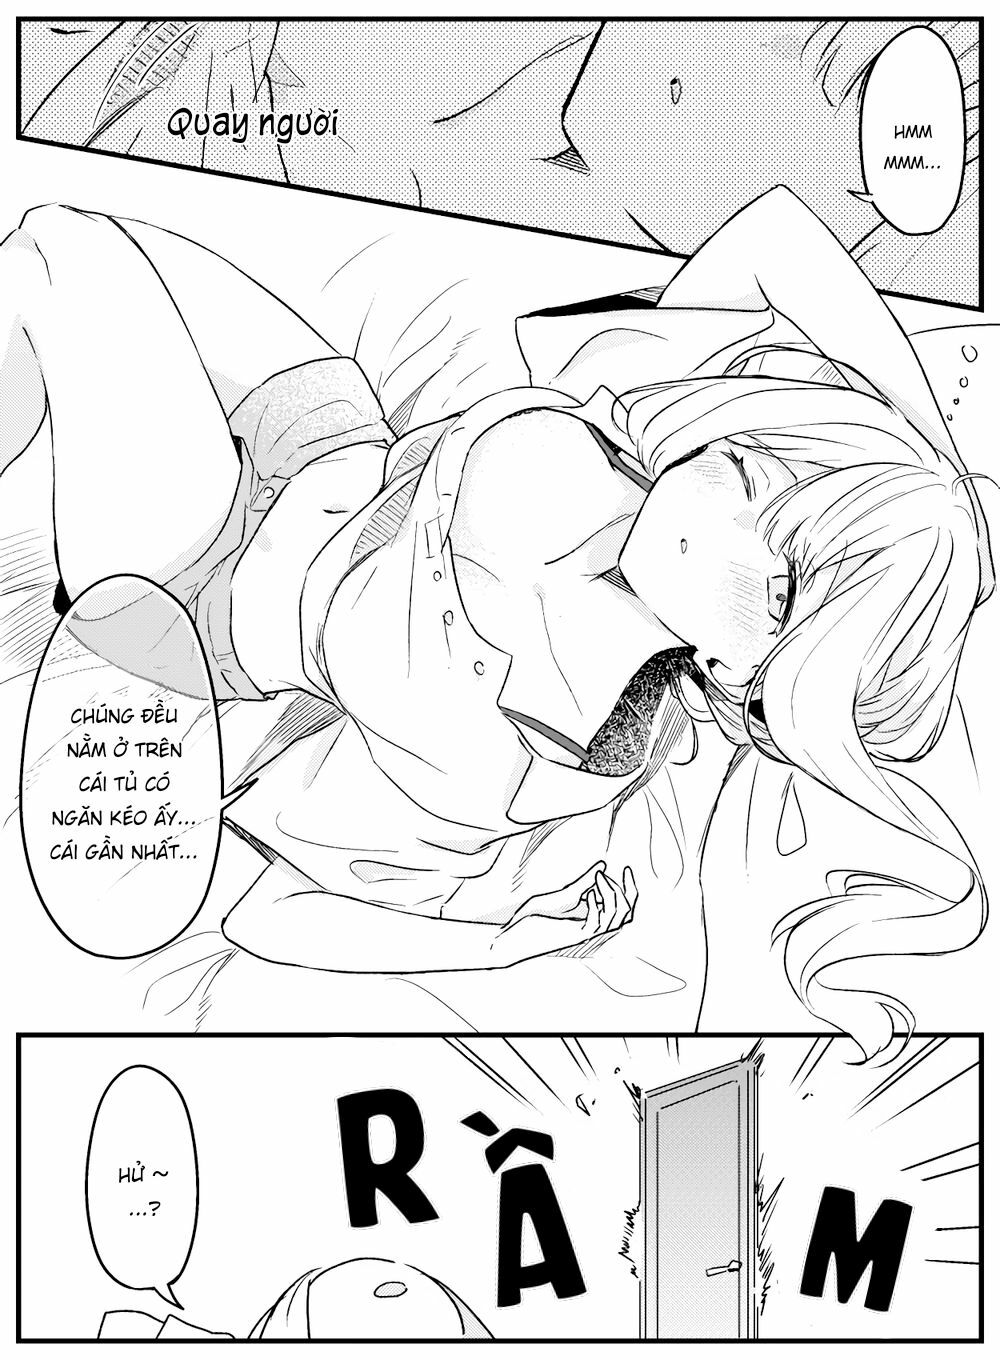 HMM
MMM...
Quay người
CHÚNG ĐỀU
NẰM Ở TRÊN
CÁI TỦ CÓ
NGĂN KÉO ẤY...
CÁI GẦN NHẤT...
RẦM
HỬ ~
...?